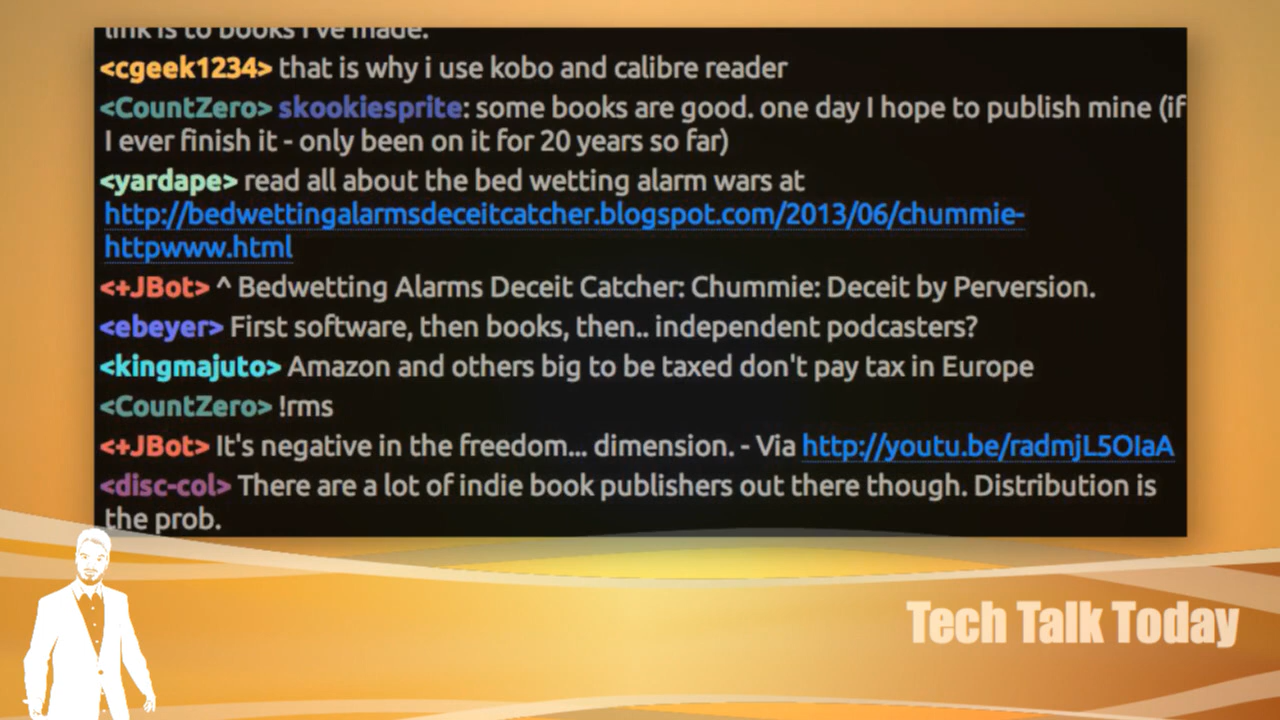 link is to books I've made.
<cgeek1234> that is why i use kobo and calibre reader
<CountZero> skookiesprite: some books are good. one day I hope to publish mine (if
I ever finish it - only been on it for 20 years so far)
<yardape> read all about the bed wetting alarm wars at
http://bedwettingalarmsdeceitcatcher.blogspot.com/2013/06/chummie-
httpwww.html
<+JBot> ^ Bedwetting Alarms Deceit Catcher: Chummie: Deceit by Perversion.
<ebeyer> First software, then books, then.. independent podcasters?
<kingmajuto> Amazon and others big to be taxed don't pay tax in Europe
<CountZero> !rms
<+JBot> It's negative in the freedom... dimension. - Via http://youtu.be/radmjL5OIaA
<disc-col> There are a lot of indie book publishers out there though. Distribution is
the prob.
Tech Talk Today